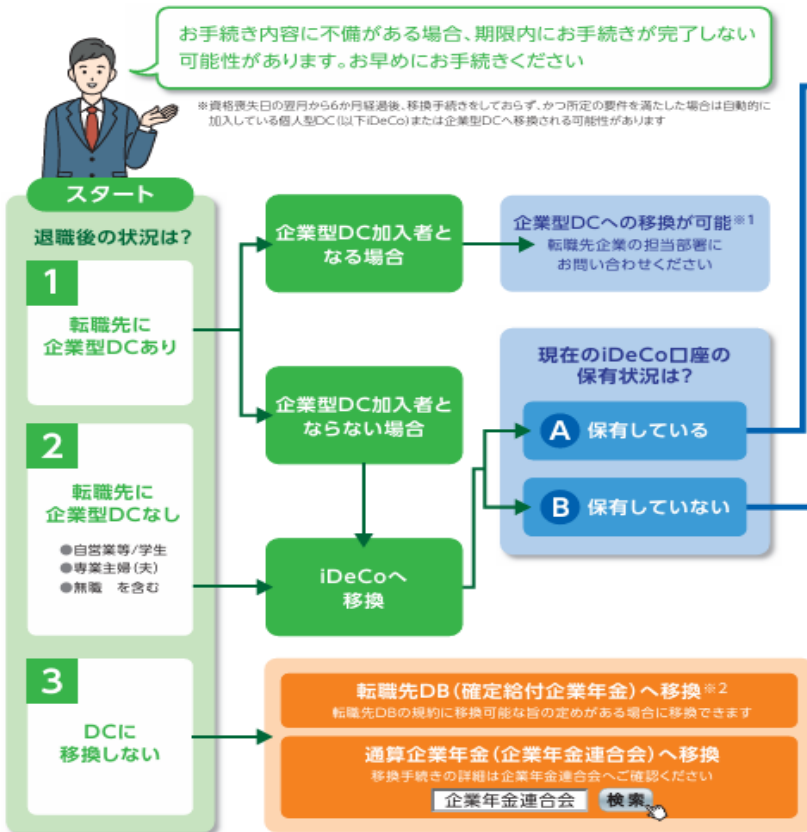 お手続き内容に不備がある場合、期限内にお手続きが完了しない
可能性があります。お早めにお手続きください
※資格喪失日の翌月から6か月経過後、移換手続きをしておらず、かつ所定の要件を満たした場合は自動的に
加入している個人型DC(以下iDeCo)または企業型DCへ移換される可能性があります
スタート
退職後の状況は?
1
転職先に
企業型DCあり
企業型DC加入者と
なる場合
企業型DCへの移換が可能※1
転職先企業の担当部署に
お問い合わせください
企業型DC加入者と
ならない場合
現在のiDeCo口座の
保有状況は?
A 保有している
B 保有していない
2
転職先に
企業型DCなし
●自営業等/学生
●専業主婦(夫)
●無職 を含む
iDeCoへ
移換
3
DCに
移換しない
転職先DB(確定給付企業年金)へ移換※2
転職先DBの規約に移換可能な旨の定めがある場合に移換できます
通算企業年金(企業年金連合会)へ移換
移換手続きの詳細は企業年金連合会へご確認ください
企業年金連合会 検索